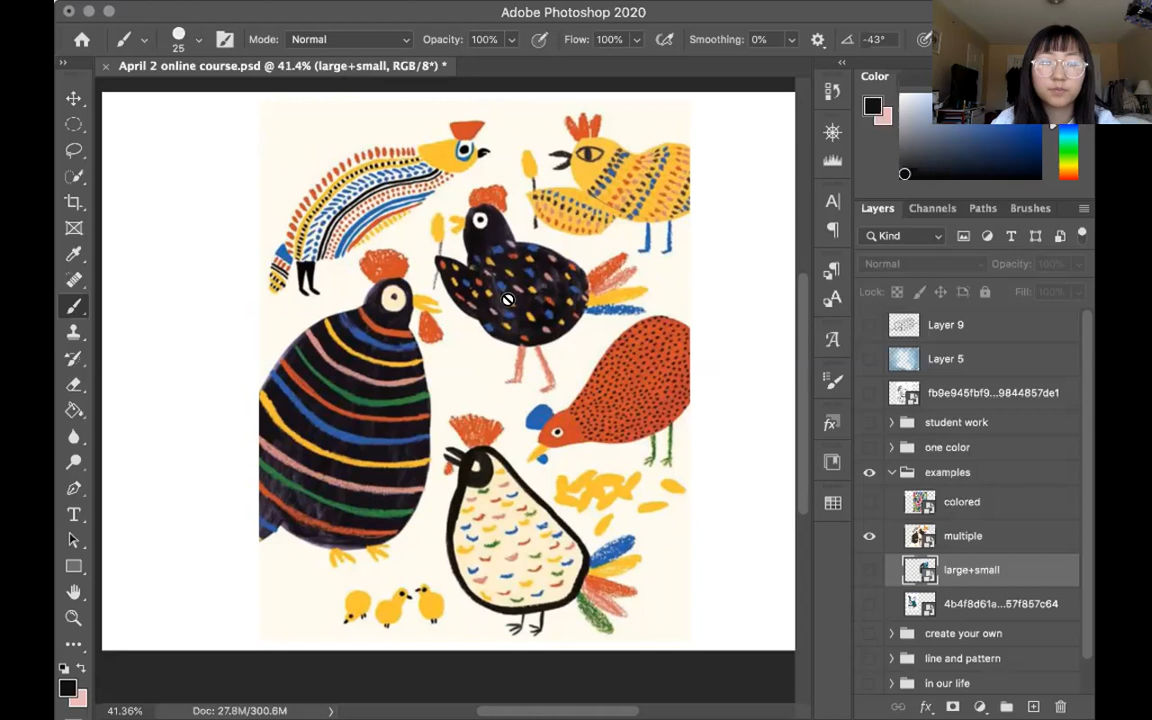 Adobe Photoshop 2020
25
Mode: Normal
Opacity: 100%
Flow: 100%
Smoothing: 0%
-43°
× April 2 online course.psd @ 41.4% (large+small, RGB/8*) *
Color
Layers
Channels
Paths
Brushes
Kind
Normal
Opacity: 100%
Lock:
Fill: 100%
Layer 9
Layer 5
fb9e945fbf9...9844857de1
student work
one color
examples
colored
multiple
large+small
4b4f8d61a...57f857c64
create your own
line and pattern
in our life
41.36%
Doc: 27.8M/300.6M